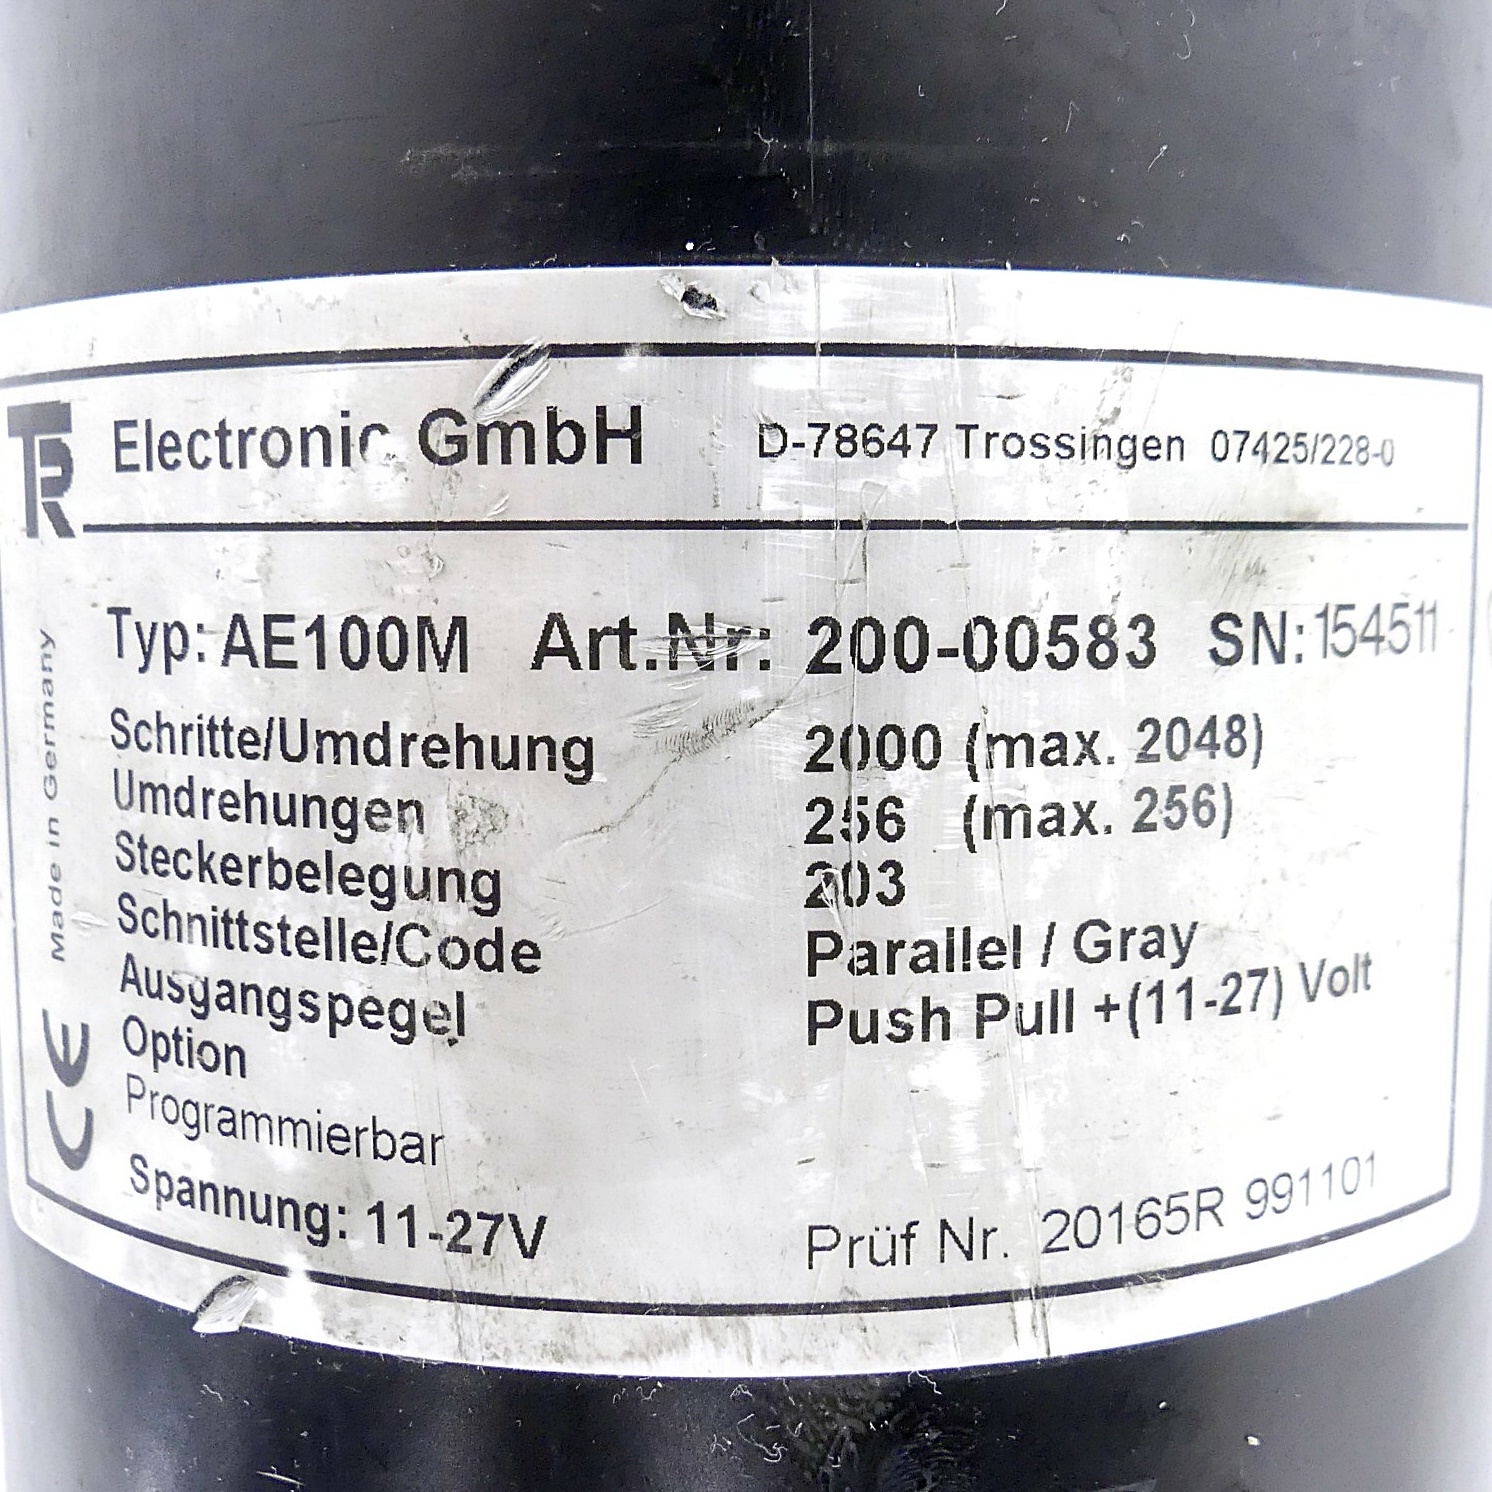 TR Electronic GmbH D-78647 Trossingen 07425/228-0
Typ: AE100M Art.Nr: 200-00583 SN: 154511
Schritte/Umdrehung 2000 (max. 2048)
Umdrehungen 256 (max. 256)
Steckerbelegung 203
Schnittstelle/Code Parallel / Gray
Ausgangspegel Push Pull +(11-27) Volt
Option
Programmierbar
Spannung: 11-27V Prüf Nr. 20165R 991101
Made in Germany
CE